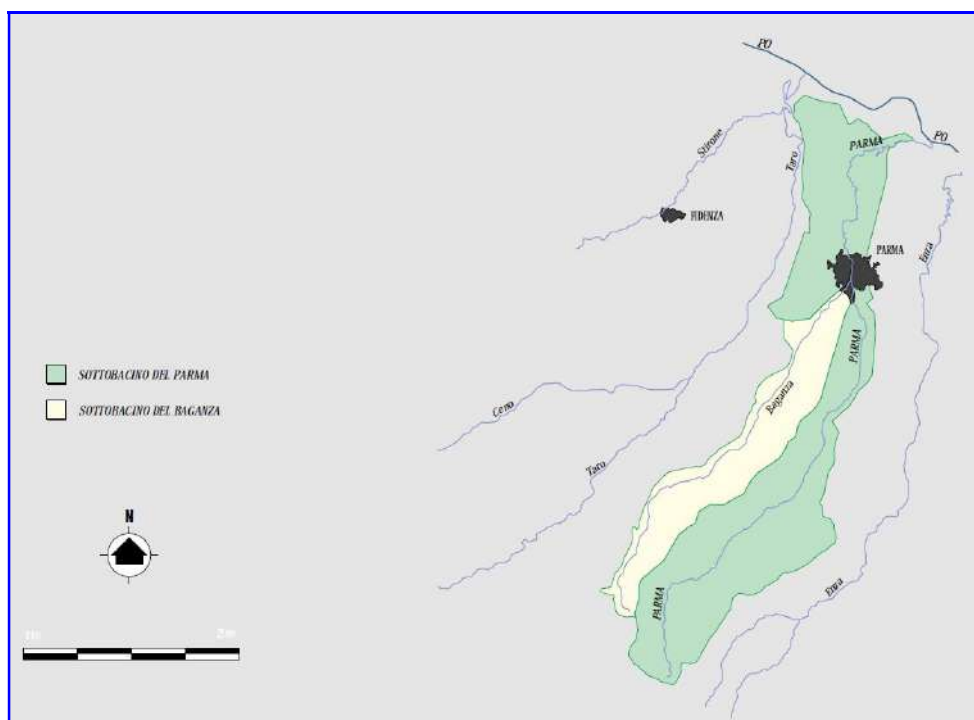 PO
Stirone
Taro
PARMA
PO
FIDENZA
Enza
PARMA
SOTTOBACINO DEL PARMA
SOTTOBACINO DEL BAGANZA
PARMA
Baganza
Ceno
Taro
N
PARMA
Enza